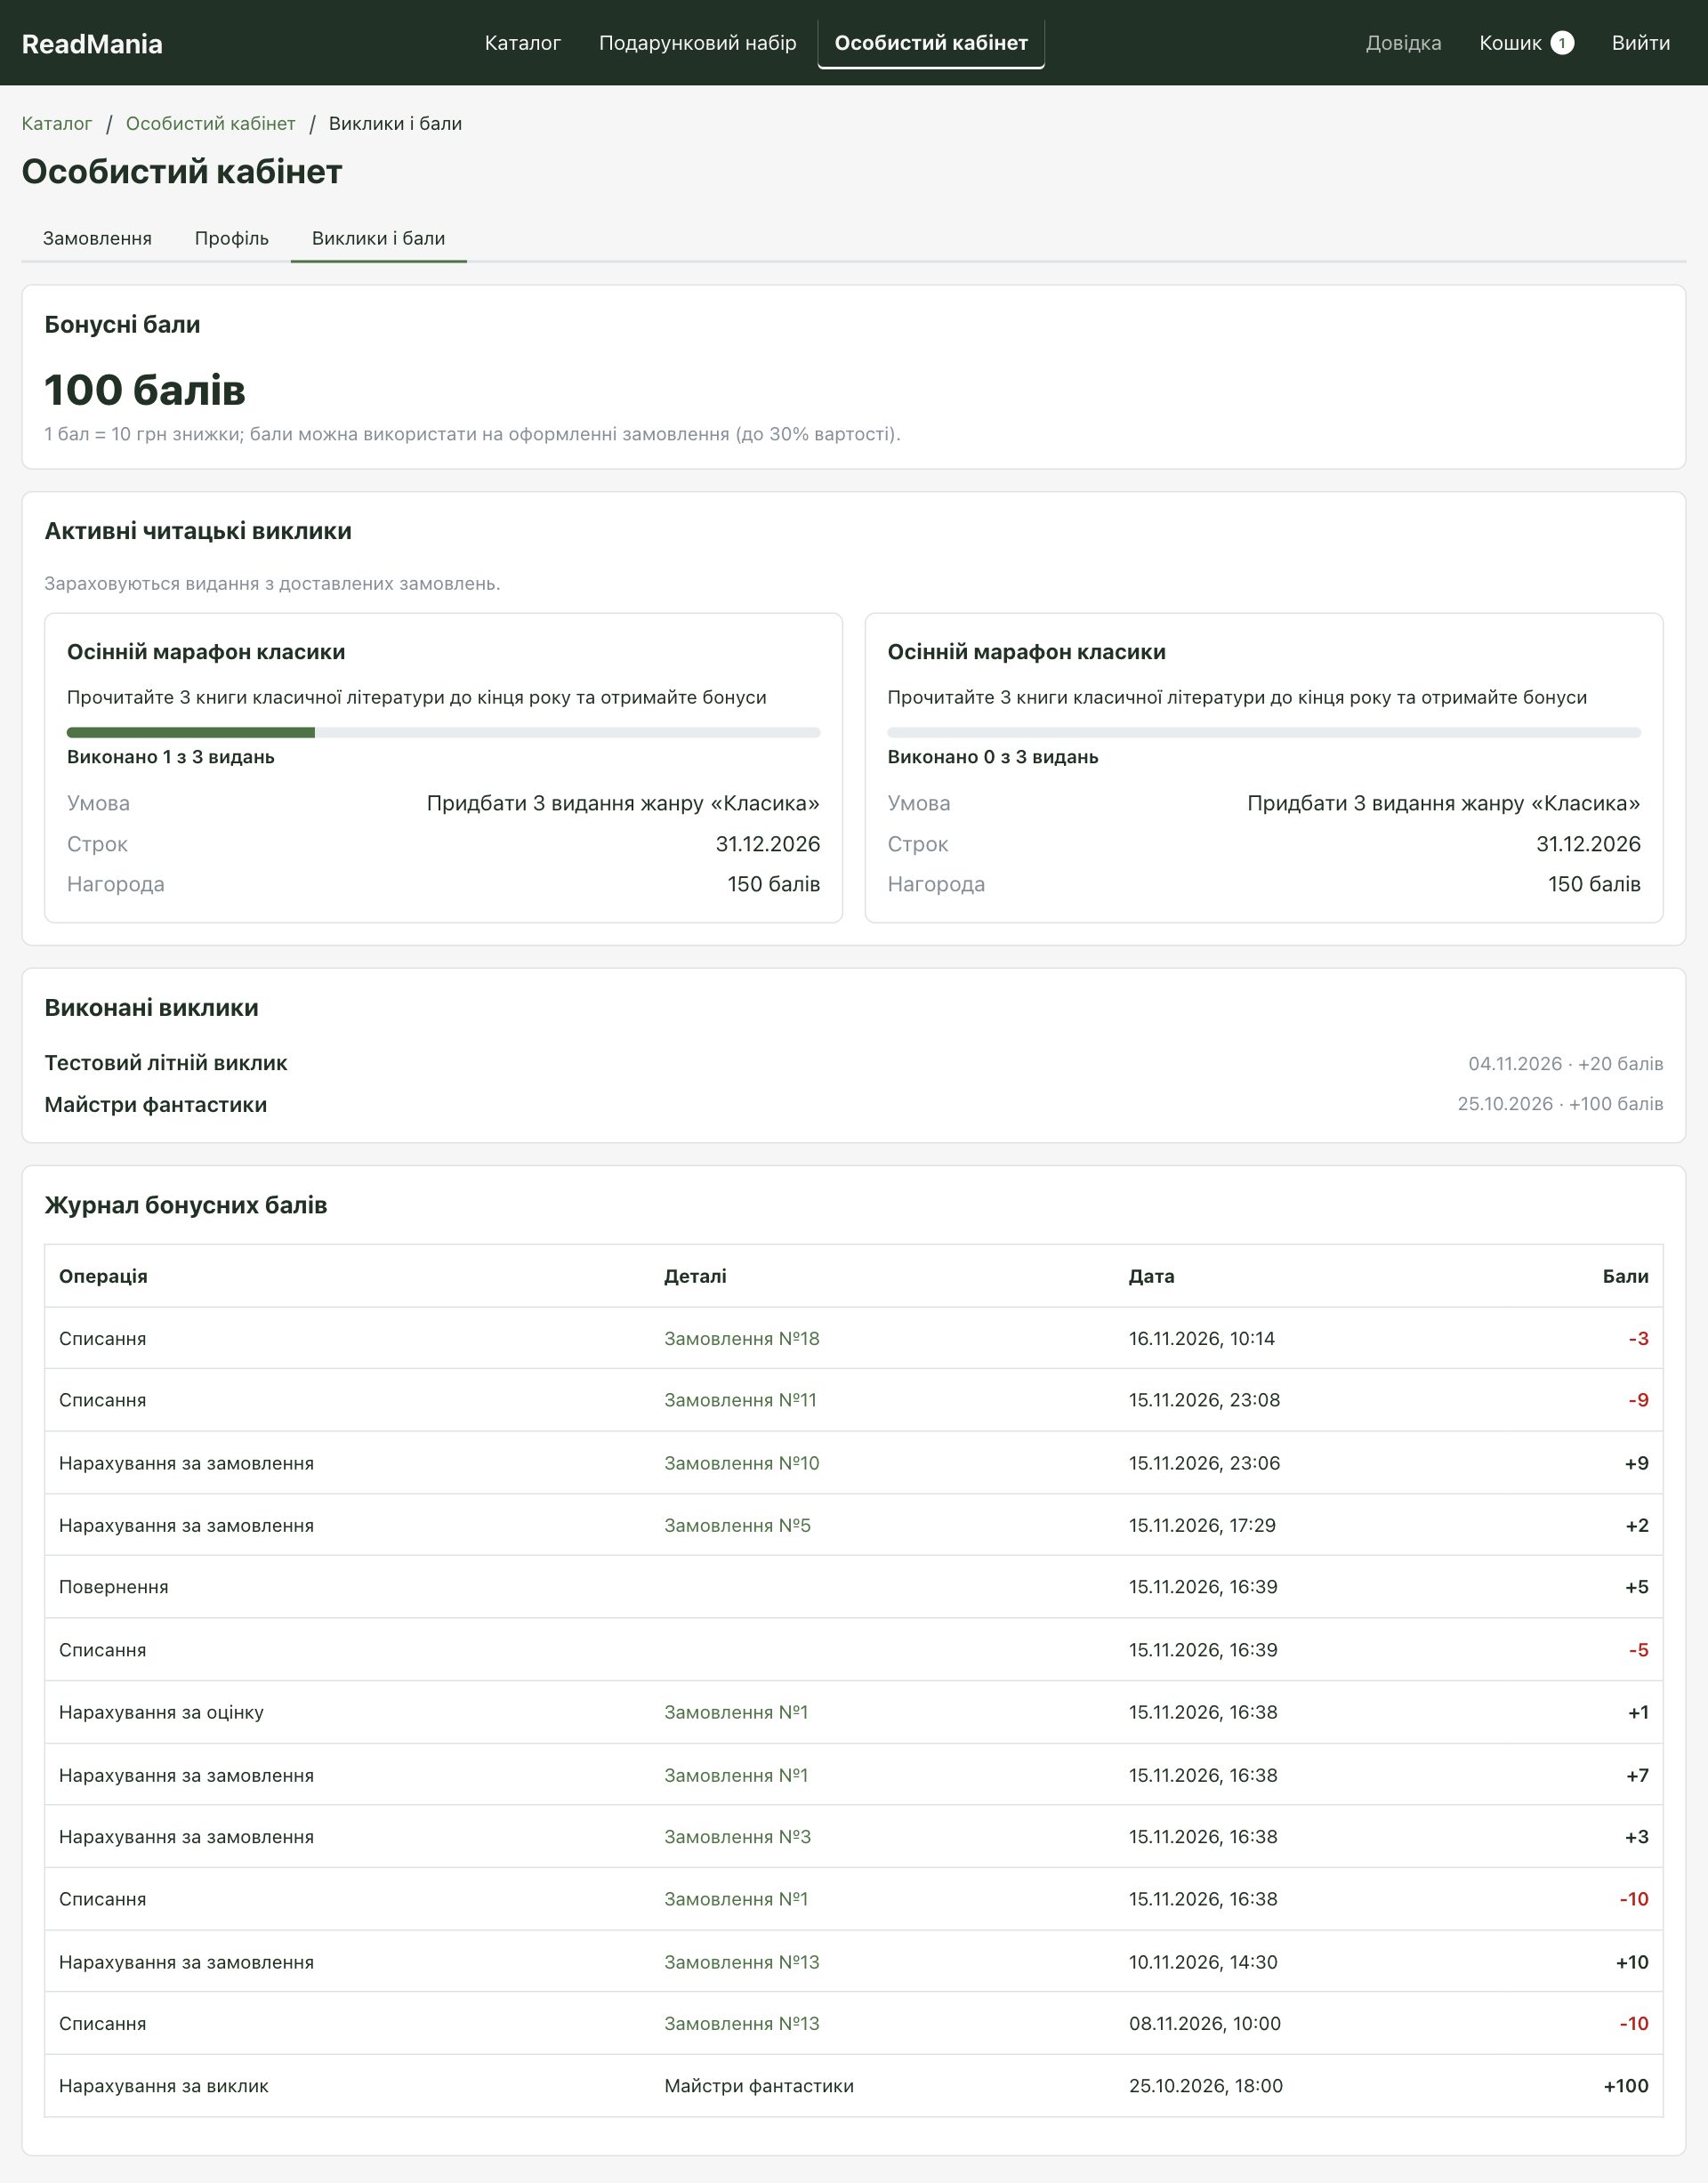 ReadMania
Каталог Подарунковий набір Особистий кабінет Довідка Кошик 1 Вийти
Каталог / Особистий кабінет / Виклики і бали
Особистий кабінет
Замовлення Профіль Виклики і бали
Бонусні бали
100 балів
1 бал = 10 грн знижки; бали можна використати на оформленні замовлення (до 30% вартості).
Активні читацькі виклики
Зараховуються видання з доставлених замовлень.
Осінній марафон класики
Прочитайте 3 книги класичної літератури до кінця року та отримайте бонуси
Виконано 1 з 3 видань
Умова Придбати 3 видання жанру «Класика»
Строк 31.12.2026
Нагорода 150 балів
Осінній марафон класики
Прочитайте 3 книги класичної літератури до кінця року та отримайте бонуси
Виконано 0 з 3 видань
Умова Придбати 3 видання жанру «Класика»
Строк 31.12.2026
Нагорода 150 балів
Виконані виклики
Тестовий літній виклик 04.11.2026 · +20 балів
Майстри фантастики 25.10.2026 · +100 балів
Журнал бонусних балів
Операція Деталі Дата Бали
Списання Замовлення №18 16.11.2026, 10:14 -3
Списання Замовлення №11 15.11.2026, 23:08 -9
Нарахування за замовлення Замовлення №10 15.11.2026, 23:06 +9
Нарахування за замовлення Замовлення №5 15.11.2026, 17:29 +2
Повернення 15.11.2026, 16:39 +5
Списання 15.11.2026, 16:39 -5
Нарахування за оцінку Замовлення №1 15.11.2026, 16:38 +1
Нарахування за замовлення Замовлення №1 15.11.2026, 16:38 +7
Нарахування за замовлення Замовлення №3 15.11.2026, 16:38 +3
Списання Замовлення №1 15.11.2026, 16:38 -10
Нарахування за замовлення Замовлення №13 10.11.2026, 14:30 +10
Списання Замовлення №13 08.11.2026, 10:00 -10
Нарахування за виклик Майстри фантастики 25.10.2026, 18:00 +100